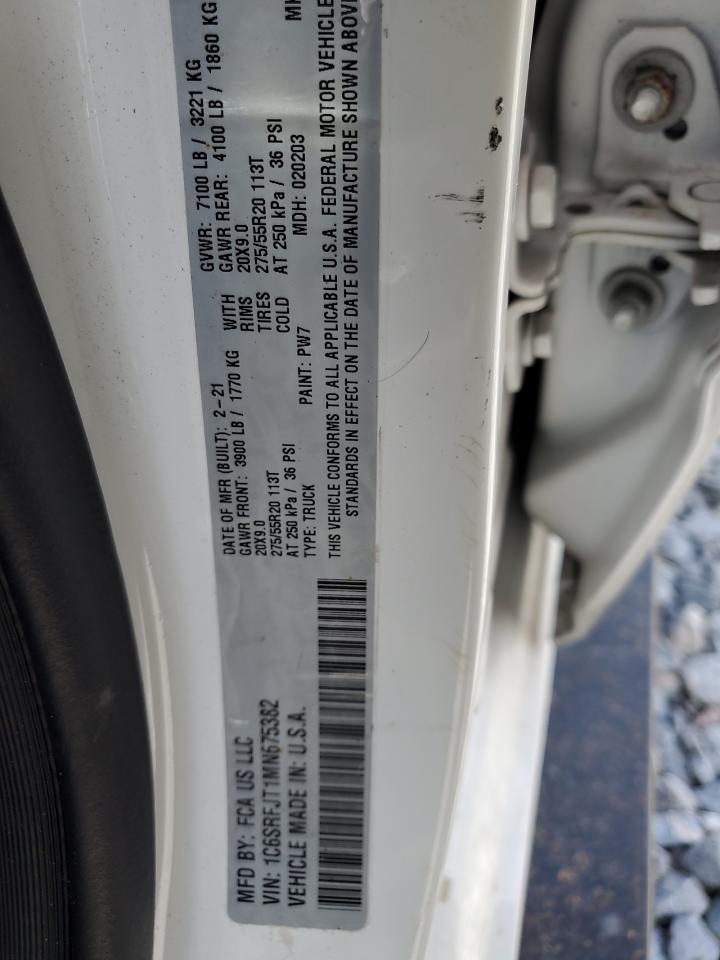 MFD BY: FCA US LLC
VIN: 1C6SRFJT1MN675382
VEHICLE MADE IN: U.S.A.
DATE OF MFR (BUILT): 2-21
GAWR FRONT: 3900 LB / 1770 KG
20X9.0
275/55R20 113T
AT 250 kPa / 36 PSI
TYPE: TRUCK
WITH
RIMS
TIRES
COLD
PAINT: PW7
GVWR: 7100 LB / 3221 KG
GAWR REAR: 4100 LB / 1860 KG
20X9.0
275/55R20 113T
AT 250 kPa / 36 PSI
MDH: 020203
THIS VEHICLE CONFORMS TO ALL APPLICABLE U.S.A. FEDERAL MOTOR VEHICLE
STANDARDS IN EFFECT ON THE DATE OF MANUFACTURE SHOWN ABOVE